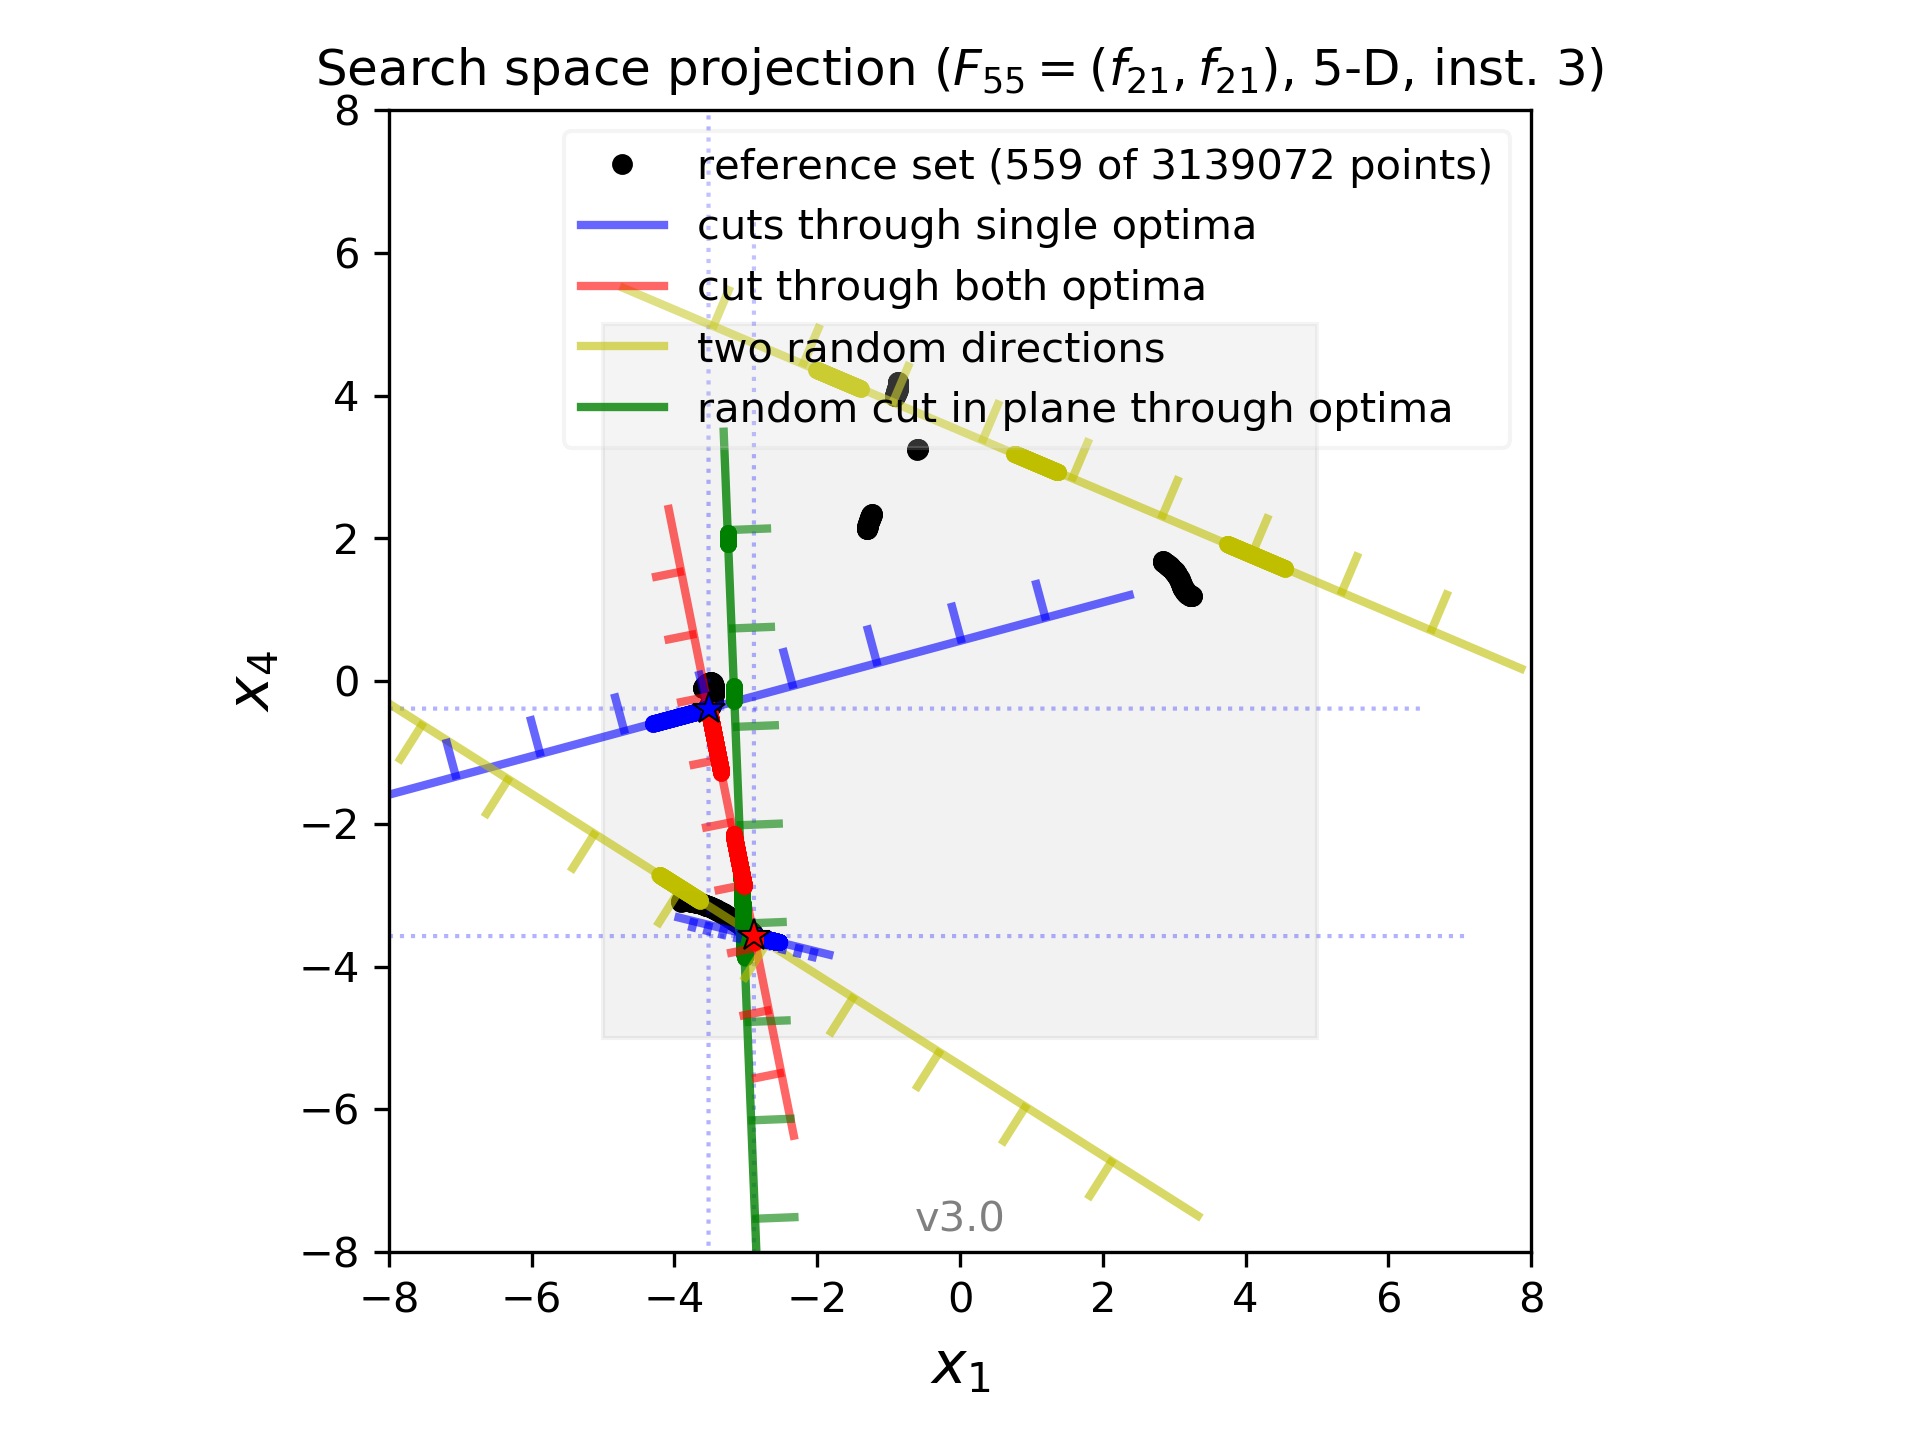 Search space projection (F55 = (f21, f21), 5-D, inst. 3)
reference set (559 of 3139072 points)
cuts through single optima
cut through both optima
two random directions
random cut in plane through optima
8
6
4
2
0
−2
−4
−6
−8
x4
v3.0
−8 −6 −4 −2 0 2 4 6 8
x1